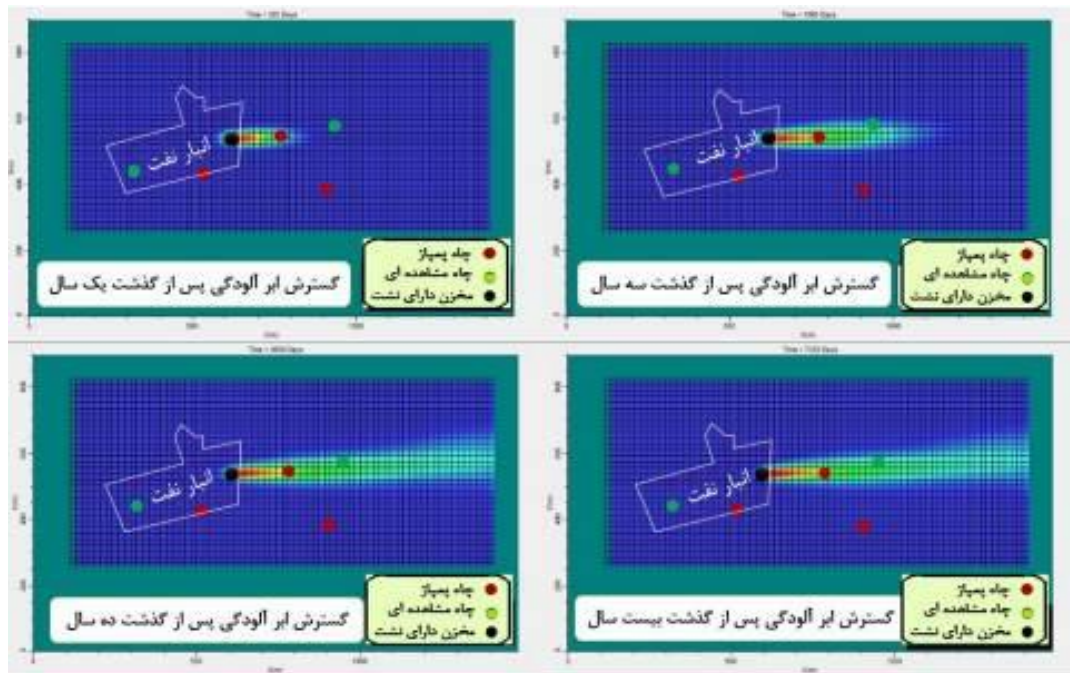 انبار نفت
چاه پمپاژ
چاه مشاهده ای
مخزن دارای نشت
گسترش ابر آلودگی پس از گذشت یک سال
انبار نفت
چاه پمپاژ
چاه مشاهده ای
مخزن دارای نشت
گسترش ابر آلودگی پس از گذشت سه سال
انبار نفت
چاه پمپاژ
چاه مشاهده ای
مخزن دارای نشت
گسترش ابر آلودگی پس از گذشت ده سال
انبار نفت
چاه پمپاژ
چاه مشاهده ای
مخزن دارای نشت
گسترش ابر آلودگی پس از گذشت بیست سال